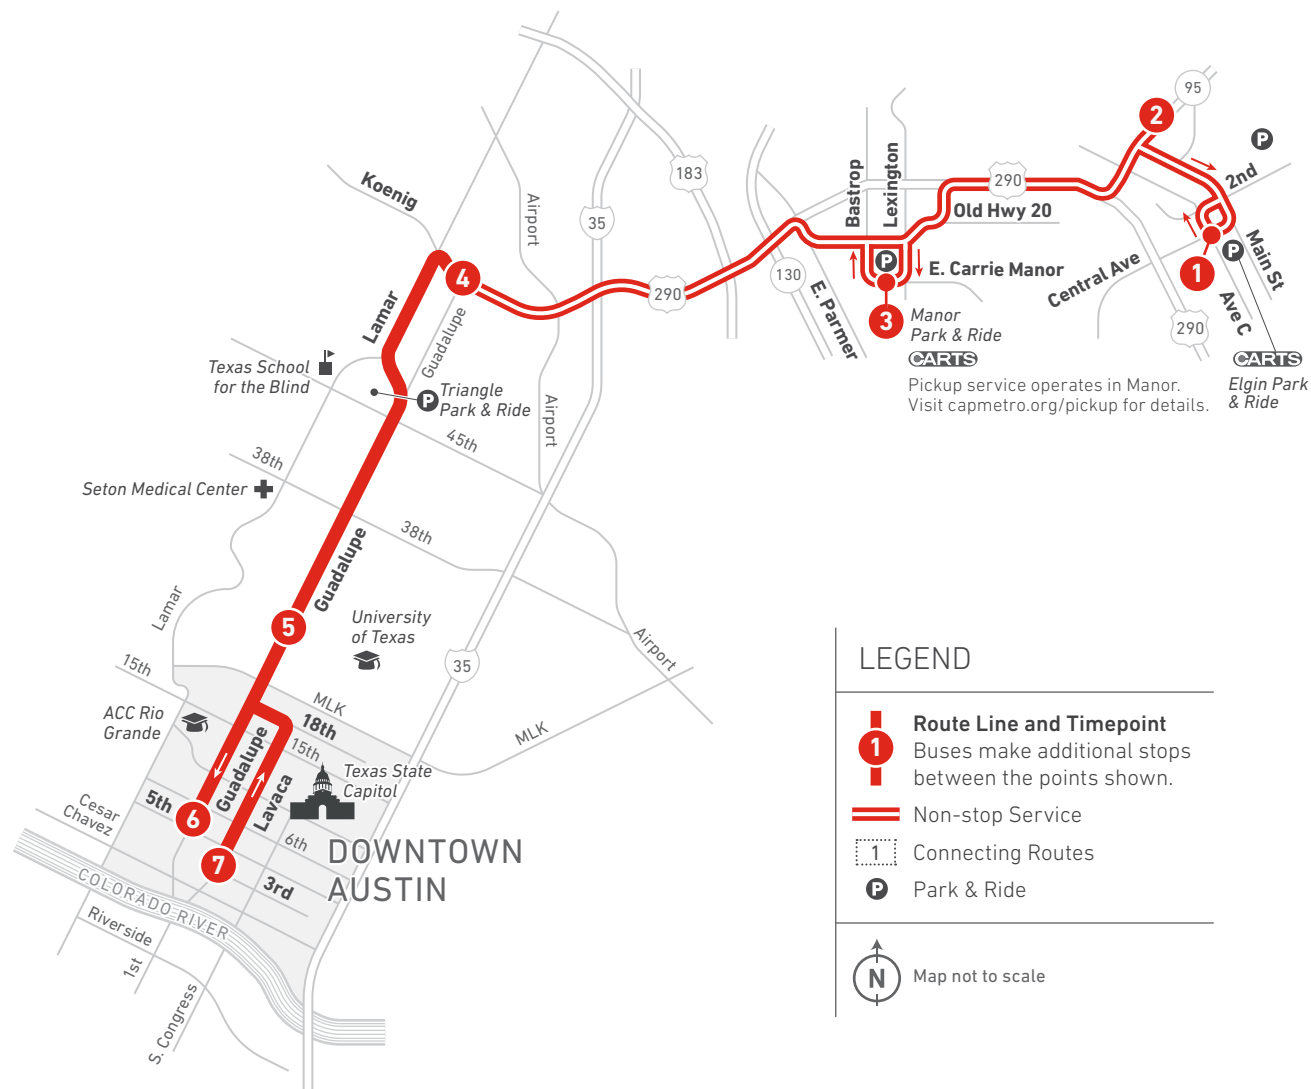 95
2
P
2nd
183
Koenig
Airport
35
Bastrop
Lexington
290
Old Hwy 20
Main St
P
1
Central Ave
Ave C
290
CARTS
Elgin Park
& Ride
130
E. Parmer
P
E. Carrie Manor
3
Manor
Park & Ride
CARTS
Pickup service operates in Manor.
Visit capmetro.org/pickup for details.
4
290
Lamar
Guadalupe
Texas School
for the Blind
P
Triangle
Park & Ride
Airport
45th
38th
Seton Medical Center
38th
Guadalupe
Lamar
5
University
of Texas
35
Airport
15th
MLK
18th
MLK
ACC Rio
Grande
15th
Guadalupe
Lavaca
Texas State
Capitol
5th
6
Cesar
Chavez
6th
7
3rd
DOWNTOWN
AUSTIN
COLORADO RIVER
Riverside
1st
S. Congress
LEGEND
1
Route Line and Timepoint
Buses make additional stops
between the points shown.
Non-stop Service
1
Connecting Routes
P
Park & Ride
N
Map not to scale